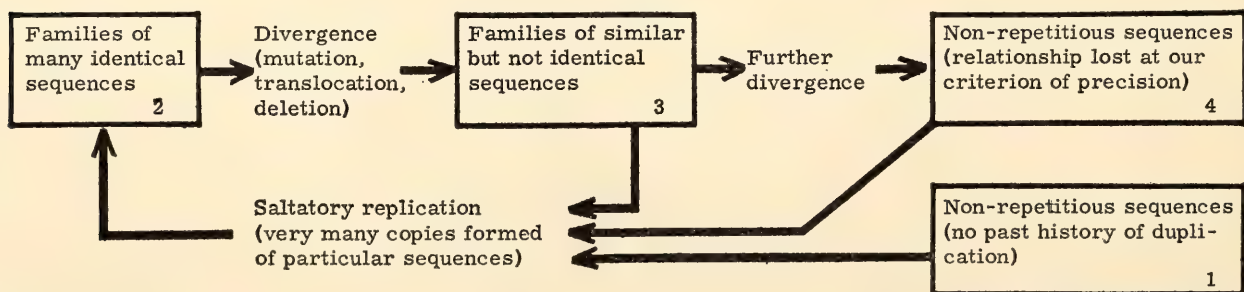 Families of
many identical
sequences
2
Divergence
(mutation,
translocation,
deletion)
Families of similar
but not identical
sequences
3
Further
divergence
Non-repetitious sequences
(relationship lost at our
criterion of precision)
4
Saltatory replication
(very many copies formed
of particular sequences)
Non-repetitious sequences
(no past history of dupli-
cation)
1